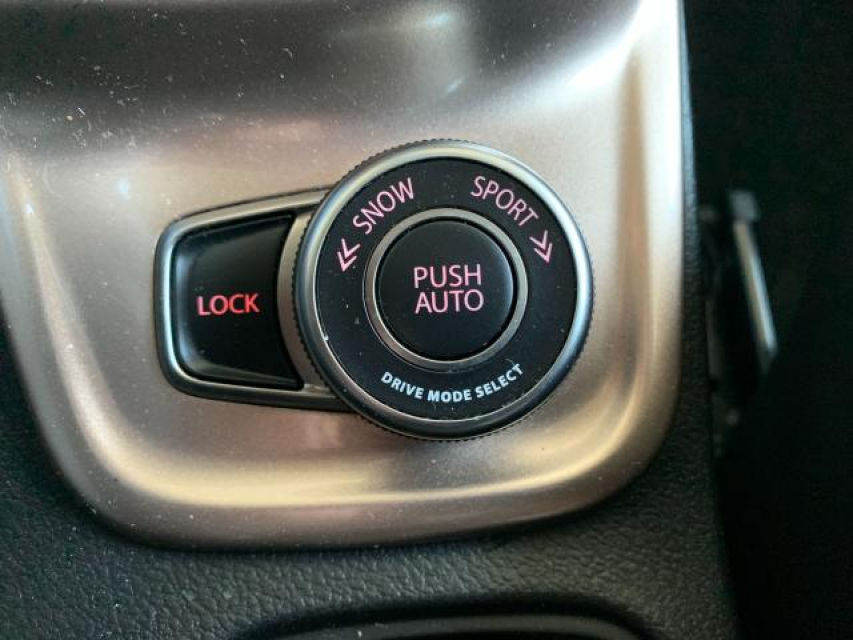 SNOW
SPORT
LOCK
PUSH
AUTO
DRIVE MODE SELECT